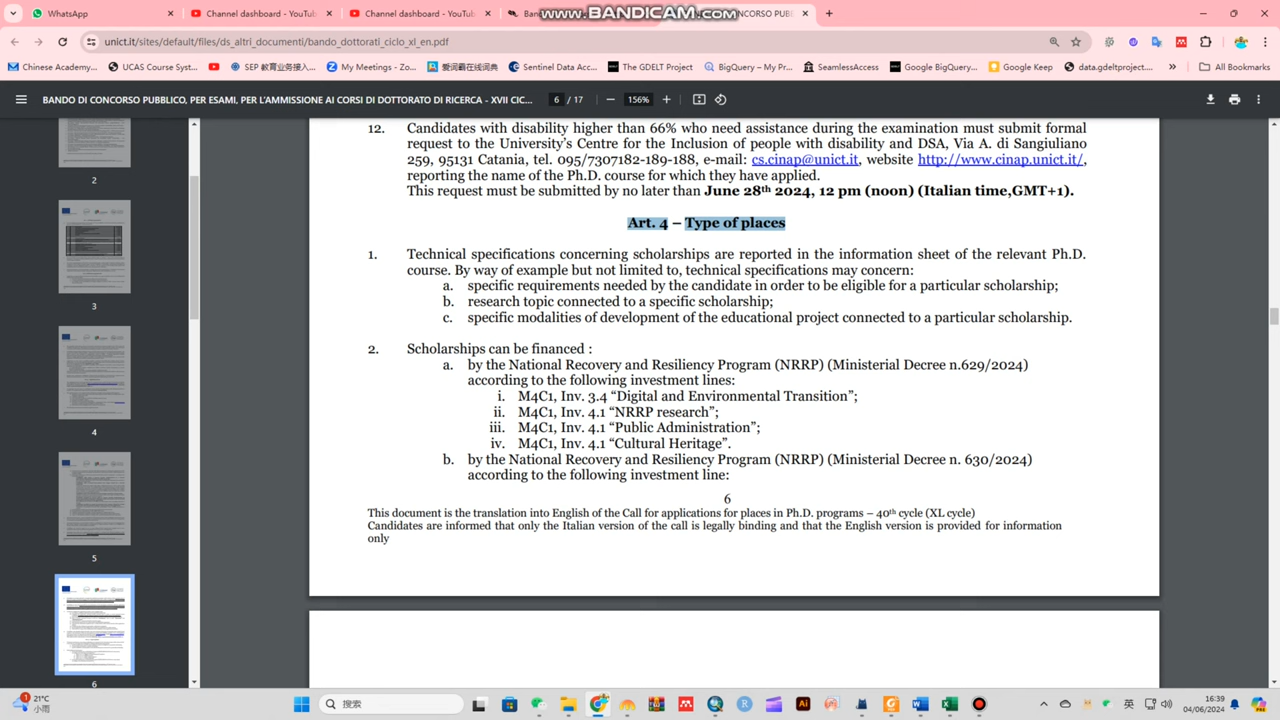 WhatsApp
Channel dashboard - YouTu
Channel dashboard - YouTu
Ban
www.BANDICAM.com
NCORSO PUB
unict.it/sites/default/files/ds_altri_documenti/bando_dottorati_ciclo_xl_en.pdf
Chinese Academy...
UCAS Course Syst...
SEP 教育业务接入...
My Meetings - Zo...
爱词霸在线词典
Sentinel Data Acc...
The GDELT Project
BigQuery – My Pr...
SeamlessAccess
Google BigQuery...
Google Keep
data.gdeltproject....
»
All Bookmarks
BANDO DI CONCORSO PUBBLICO, PER ESAMI, PER L'AMMISSIONE AI CORSI DI DOTTORATO DI RICERCA - XVII CIC...
6 / 17
156%
2
3
4
5
6
12. Candidates with disability higher than 66% who need assistance during the examination must submit formal
request to the University's Centre for the Inclusion of people with disability and DSA, Via A. di Sangiuliano
259, 95131 Catania, tel. 095/7307182-189-188, e-mail: cs.cinap@unict.it, website http://www.cinap.unict.it/,
reporting the name of the Ph.D. course for which they have applied.
This request must be submitted by no later than June 28th 2024, 12 pm (noon) (Italian time,GMT+1).
Art. 4 – Type of places
1. Technical specifications concerning scholarships are reported in the information sheet of the relevant Ph.D.
course. By way or example but not limited to, technical specifications may concern:
a. specific requirements needed by the candidate in order to be eligible for a particular scholarship;
b. research topic connected to a specific scholarship;
c. specific modalities of development of the educational project connected to a particular scholarship.
2. Scholarships can be financed :
a. by the National Recovery and Resiliency Program (NRRP) (Ministerial Decree n.629/2024)
according to the following investment lines:
i. M4C1, Inv. 3.4 “Digital and Environmental Transition”;
ii. M4C1, Inv. 4.1 “NRRP research”;
iii. M4C1, Inv. 4.1 “Public Administration”;
iv. M4C1, Inv. 4.1 “Cultural Heritage”.
b. by the National Recovery and Resiliency Program (NRRP) (Ministerial Decree n. 630/2024)
according to the following investment line:
6
This document is the translation into English of the Call for applications for places in Ph.D. programs – 40th cycle (XL cycle)
Candidates are informed that only the Italian version of the call is legally binding and that the English version is provided for information
only
1
21°C
小雨
搜索
英
16:39
04/06/2024